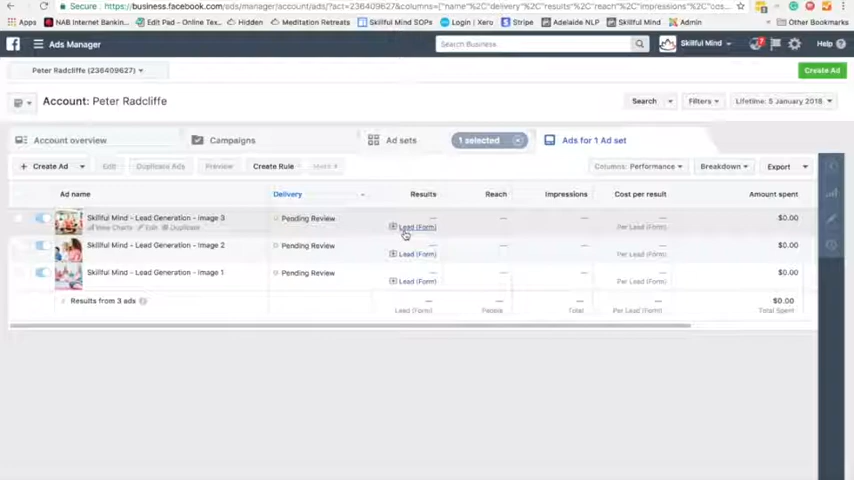 Secure https://business.facebook.com/ads/manager/account/ads/?act=236409627&columns=["name"%2C"delivery"%2C"results"%2C"reach"%2C"impressions"%2C"cos...
NAB Internet Bankin... Edit Pad - Online Tex... Hidden Meditation Retreats Skillful Mind SOPs Login | Xero Stripe Adelaide NLP Skillful Mind Admin Other Bookmarks
Ads Manager Search Business Skillful Mind Help
Peter Radcliffe (236409627) Create Ad
Account: Peter Radcliffe Search Filters Lifetime: 5 January 2018
Account overview Campaigns Ad sets 1 selected Ads for 1 Ad set
+ Create Ad Edit Duplicate Ads Preview Create Rule Columns: Performance Breakdown Export
Ad name Delivery Results Reach Impressions Cost per result Amount spent
Skillful Mind - Lead Generation - Image 3 Pending Review — — — — $0.00
View Charts Edit Duplicate Lead (Form) Per Lead (Form)
Skillful Mind - Lead Generation - Image 2 Pending Review — — — — $0.00
Lead (Form) Per Lead (Form)
Skillful Mind - Lead Generation - Image 1 Pending Review — — — — $0.00
Lead (Form) Per Lead (Form)
Results from 3 ads — — — — $0.00
Lead (Form) People Total Per Lead (Form) Total Spent